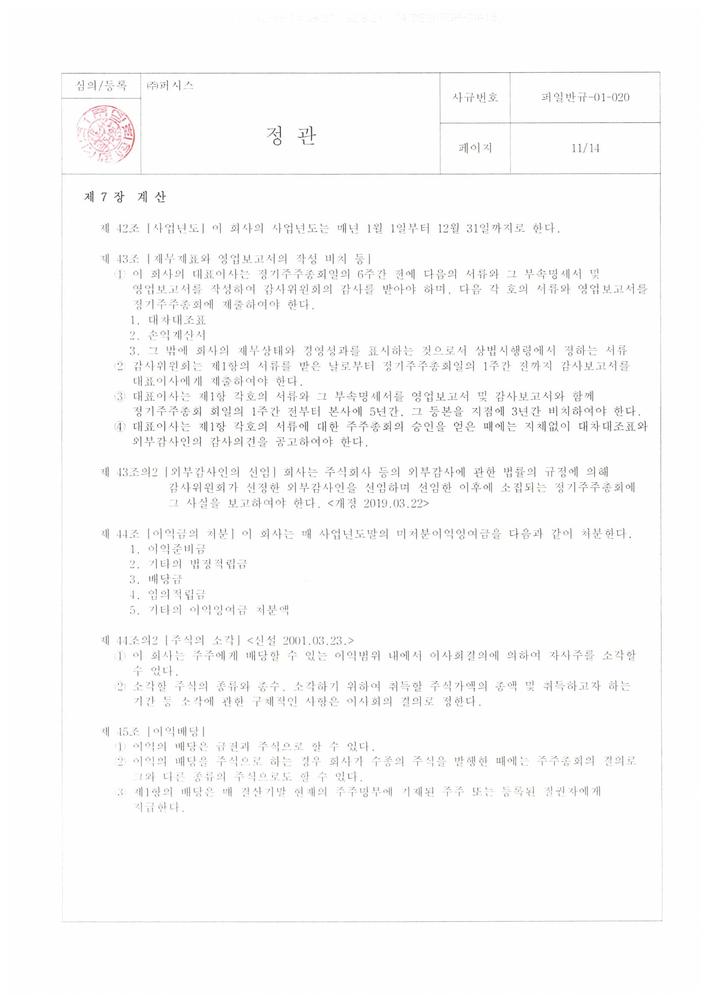 심의/등록
㈜퍼시스
사규번호
퍼일반규-01-020
정 관
페이지
11/14
제 7 장 계 산
제 42조 [사업년도] 이 회사의 사업년도는 매년 1월 1일부터 12월 31일까지로 한다.
제 43조 [재무제표와 영업보고서의 작성 비치 등]
① 이 회사의 대표이사는 정기주주총회일의 6주간 전에 다음의 서류와 그 부속명세서 및
영업보고서를 작성하여 감사위원회의 감사를 받아야 하며, 다음 각 호의 서류와 영업보고서를
정기주주총회에 제출하여야 한다.
1. 대차대조표
2. 손익계산서
3. 그 밖에 회사의 재무상태와 경영성과를 표시하는 것으로서 상법시행령에서 정하는 서류
② 감사위원회는 제1항의 서류를 받은 날로부터 정기주주총회일의 1주간 전까지 감사보고서를
대표이사에게 제출하여야 한다.
③ 대표이사는 제1항 각호의 서류와 그 부속명세서를 영업보고서 및 감사보고서와 함께
정기주주총회 회일의 1주간 전부터 본사에 5년간, 그 등본을 지점에 3년간 비치하여야 한다.
④ 대표이사는 제1항 각호의 서류에 대한 주주총회의 승인을 얻은 때에는 지체없이 대차대조표와
외부감사인의 감사의견을 공고하여야 한다.
제 43조의2 [외부감사인의 선임] 회사는 주식회사 등의 외부감사에 관한 법률의 규정에 의해
감사위원회가 선정한 외부감사인을 선임하며 선임한 이후에 소집되는 정기주주총회에
그 사실을 보고하여야 한다. <개정 2019.03.22>
제 44조 [이익금의 처분] 이 회사는 매 사업년도말의 미처분이익잉여금을 다음과 같이 처분한다.
1. 이익준비금
2. 기타의 법정적립금
3. 배당금
4. 임의적립금
5. 기타의 이익잉여금 처분액
제 44조의2 [주식의 소각] <신설 2001.03.23.>
① 이 회사는 주주에게 배당할 수 있는 이익범위 내에서 이사회결의에 의하여 자사주를 소각할
수 있다.
② 소각할 주식의 종류와 총수, 소각하기 위하여 취득할 주식가액의 총액 및 취득하고자 하는
기간 등 소각에 관한 구체적인 사항은 이사회의 결의로 정한다.
제 45조 [이익배당]
① 이익의 배당은 금전과 주식으로 할 수 있다.
② 이익의 배당을 주식으로 하는 경우 회사가 수종의 주식을 발행한 때에는 주주총회의 결의로
그와 다른 종류의 주식으로도 할 수 있다.
③ 제1항의 배당은 매 결산기말 현재의 주주명부에 기재된 주주 또는 등록된 질권자에게
지급한다.